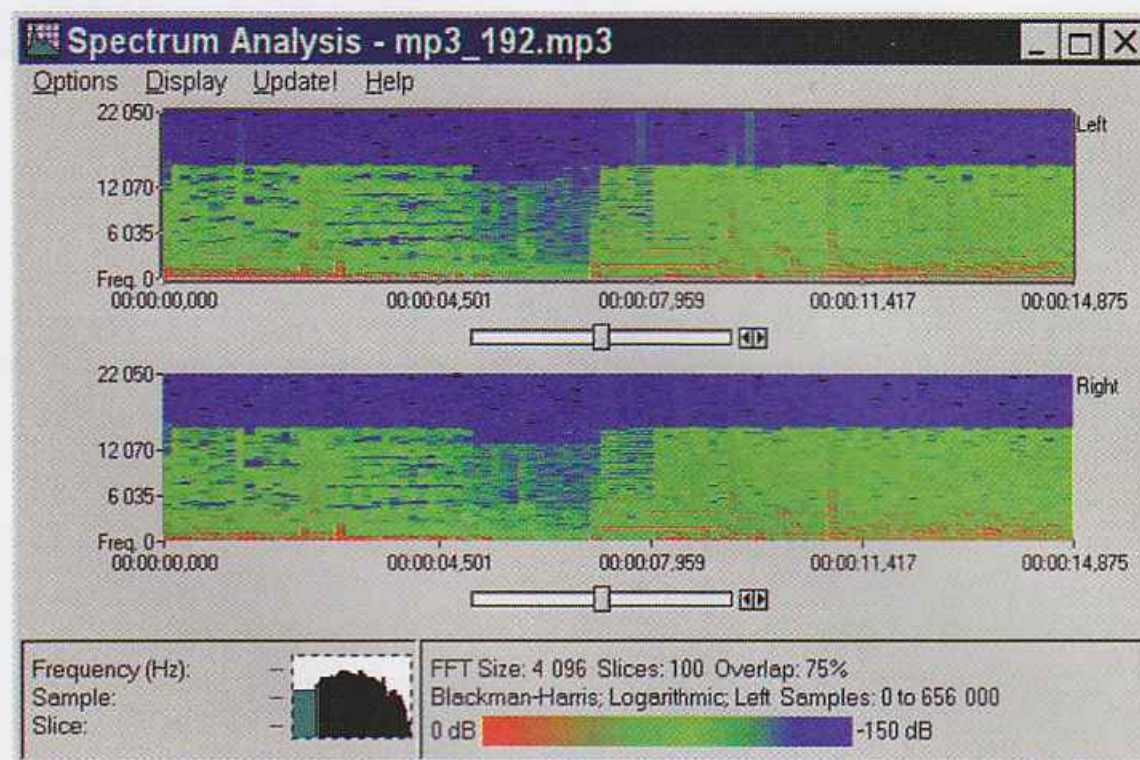 Spectrum Analysis - mp3_192.mp3
Options Display Update! Help
22 050
Left
12 070
6 035
Freq. 0
00:00:00,000 00:00:04,501 00:00:07,959 00:00:11,417 00:00:14,875
22 050
Right
12 070
6 035
Freq. 0
00:00:00,000 00:00:04,501 00:00:07,959 00:00:11,417 00:00:14,875
Frequency (Hz): --
Sample: --
Slice: --
FFT Size: 4 096 Slices: 100 Overlap: 75%
Blackman-Harris; Logarithmic; Left Samples: 0 to 656 000
0 dB -150 dB